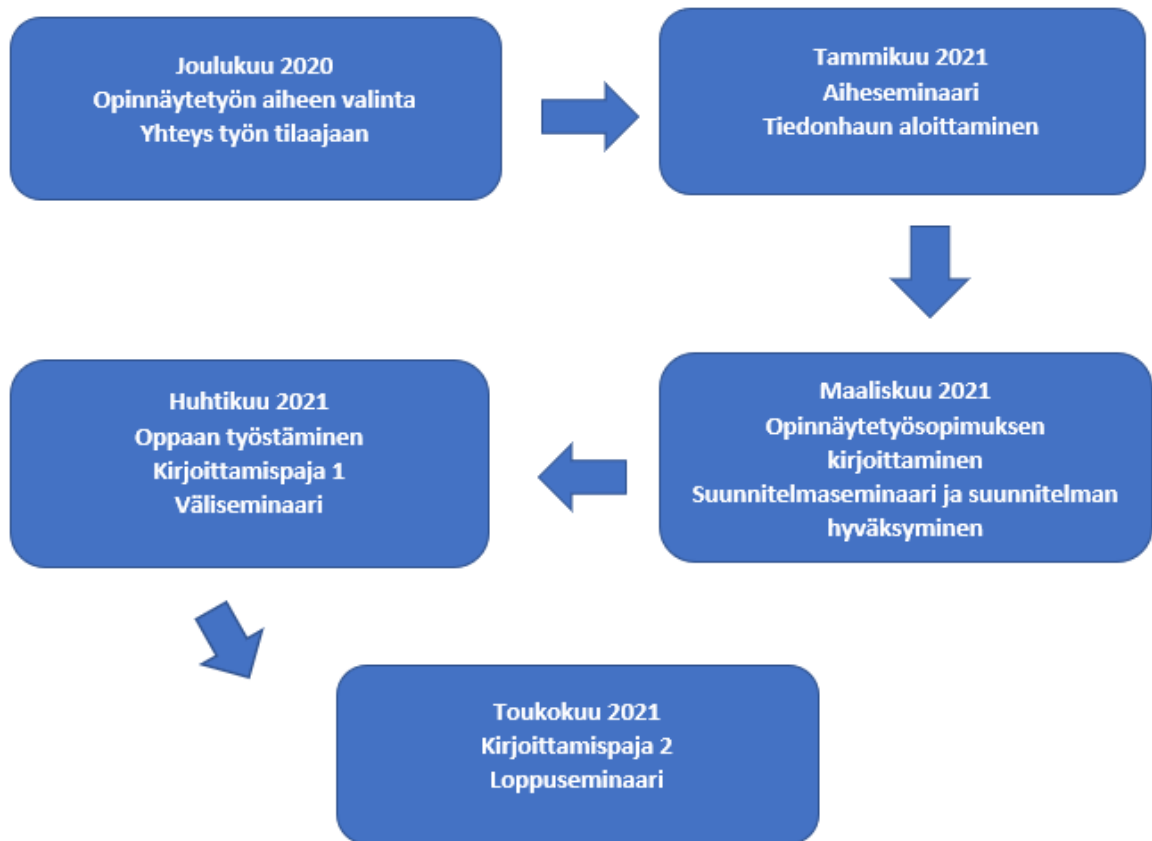 Joulukuu 2020
Opinnäytetyön aiheen valinta
Yhteys työn tilaajaan
Tammikuu 2021
Aiheseminaari
Tiedonhaun aloittaminen
Maaliskuu 2021
Opinnäytetyösopimuksen
kirjoittaminen
Suunnitelmaseminaari ja suunnitelman
hyväksyminen
Huhtikuu 2021
Oppaan työstäminen
Kirjoittamispaja 1
Väliseminaari
Toukokuu 2021
Kirjoittamispaja 2
Loppuseminaari